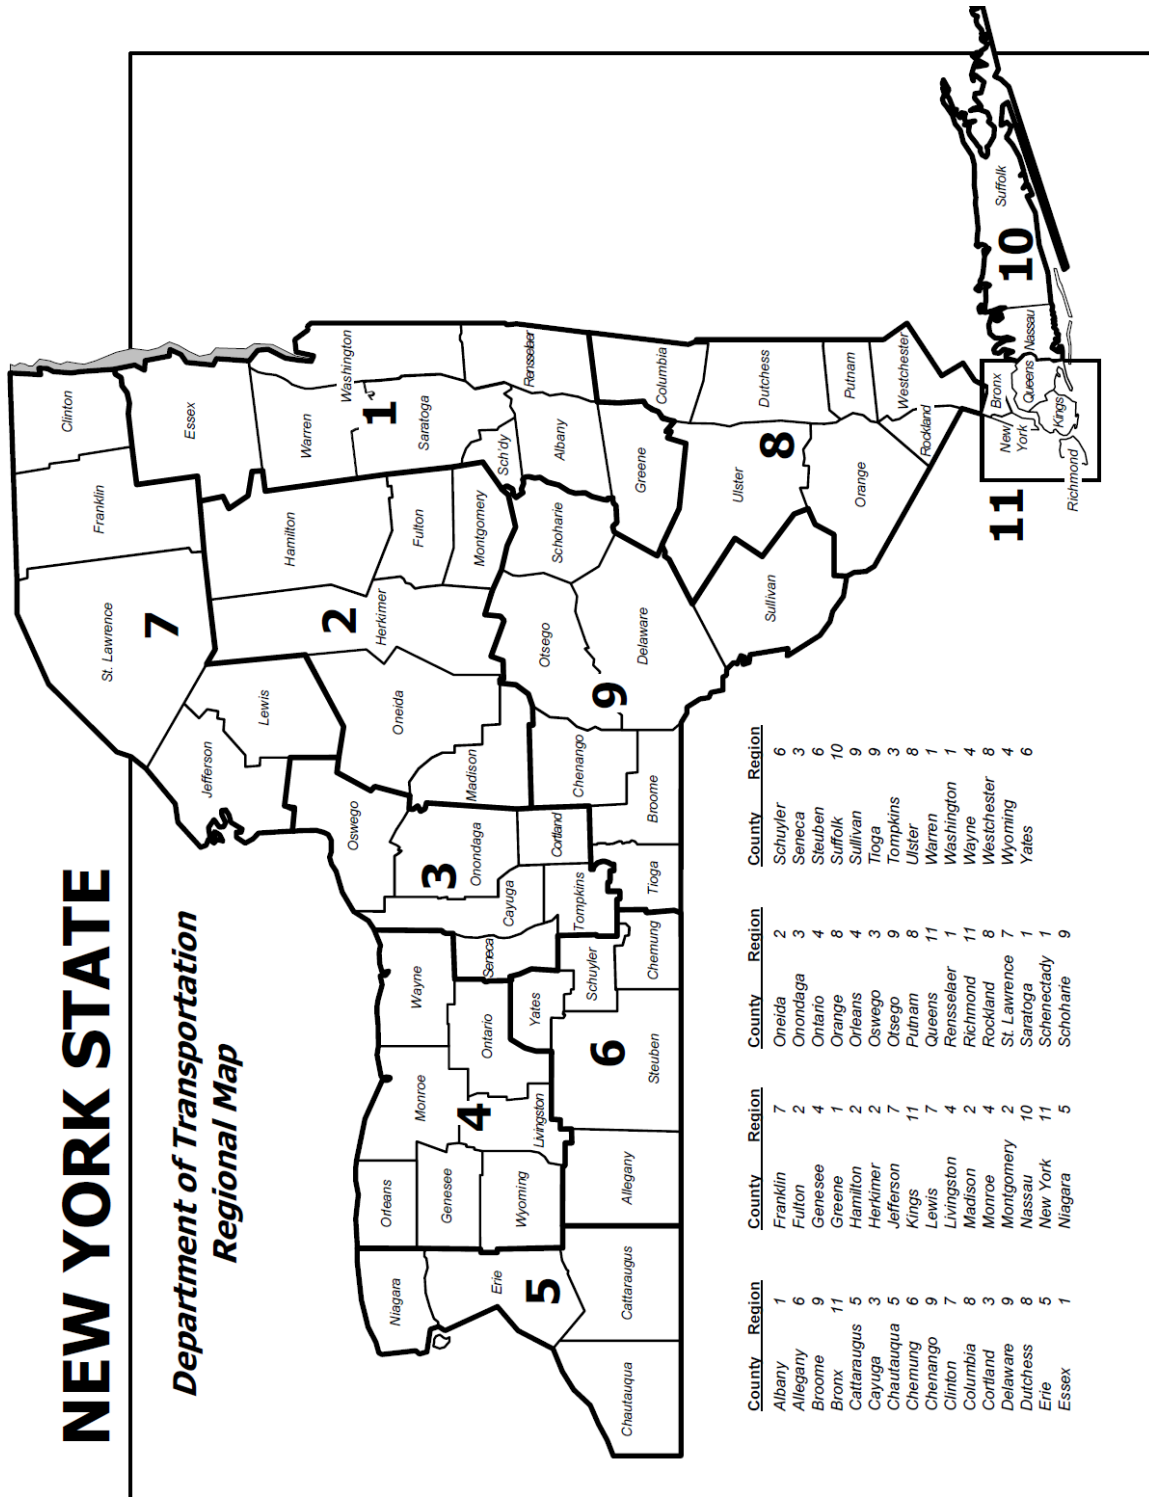 NEW YORK STATE
Department of Transportation
Regional Map
Clinton
Franklin
St. Lawrence
7
Essex
Jefferson
Lewis
Hamilton
Warren
Washington
2
1
Herkimer
Oswego
Oneida
Fulton
Saratoga
Niagara
Orleans
Monroe
Wayne
Genesee
4
Ontario
Seneca
Cayuga
3
Onondaga
Madison
Montgomery
Sch'dy
Rensselaer
Erie
5
Wyoming
Livingston
Yates
Cortland
Otsego
Schoharie
Albany
Chautauqua
Cattaraugus
Allegany
6
Steuben
Schuyler
Chemung
Tompkins
Tioga
Chenango
Broome
9
Delaware
Greene
Columbia
Sullivan
Ulster
8
Dutchess
Orange
Putnam
Rockland
Westchester
11
New
York
Bronx
Queens
Kings
Richmond
Nassau
10
Suffolk
County Region County Region County Region County Region
Albany 1 Franklin 7 Oneida 2 Schuyler 6
Allegany 6 Fulton 2 Onondaga 3 Seneca 3
Broome 9 Genesee 4 Ontario 4 Steuben 6
Bronx 11 Greene 1 Orange 8 Suffolk 10
Cattaraugus 5 Hamilton 2 Orleans 4 Sullivan 9
Cayuga 3 Herkimer 2 Oswego 3 Tioga 9
Chautauqua 5 Jefferson 7 Otsego 9 Tompkins 3
Chemung 6 Kings 11 Putnam 8 Ulster 8
Chenango 9 Lewis 7 Queens 11 Warren 1
Clinton 7 Livingston 4 Rensselaer 1 Washington 1
Columbia 8 Madison 2 Richmond 11 Wayne 4
Cortland 3 Monroe 4 Rockland 8 Westchester 8
Delaware 9 Montgomery 2 St. Lawrence 7 Wyoming 4
Dutchess 8 Nassau 10 Saratoga 1 Yates 6
Erie 5 New York 11 Schenectady 1
Essex 1 Niagara 5 Schoharie 9